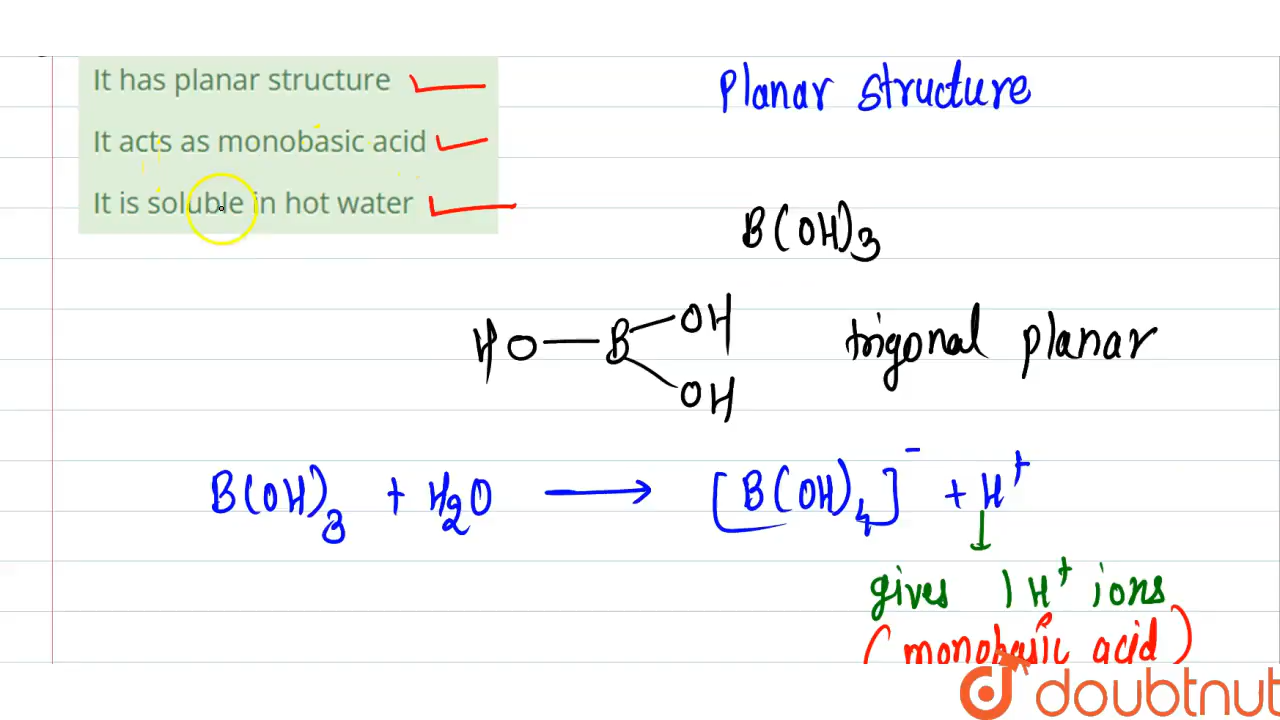 It has planar structure
Planar structure
It acts as monobasic acid
It is soluble in hot water
B(OH)3
HO B OH
OH
trigonal planar
B(OH)3 + H2O ⟶ [B(OH)4]⁻ + H⁺
↓
gives 1 H⁺ ions
(monobasic acid)
doubtnut